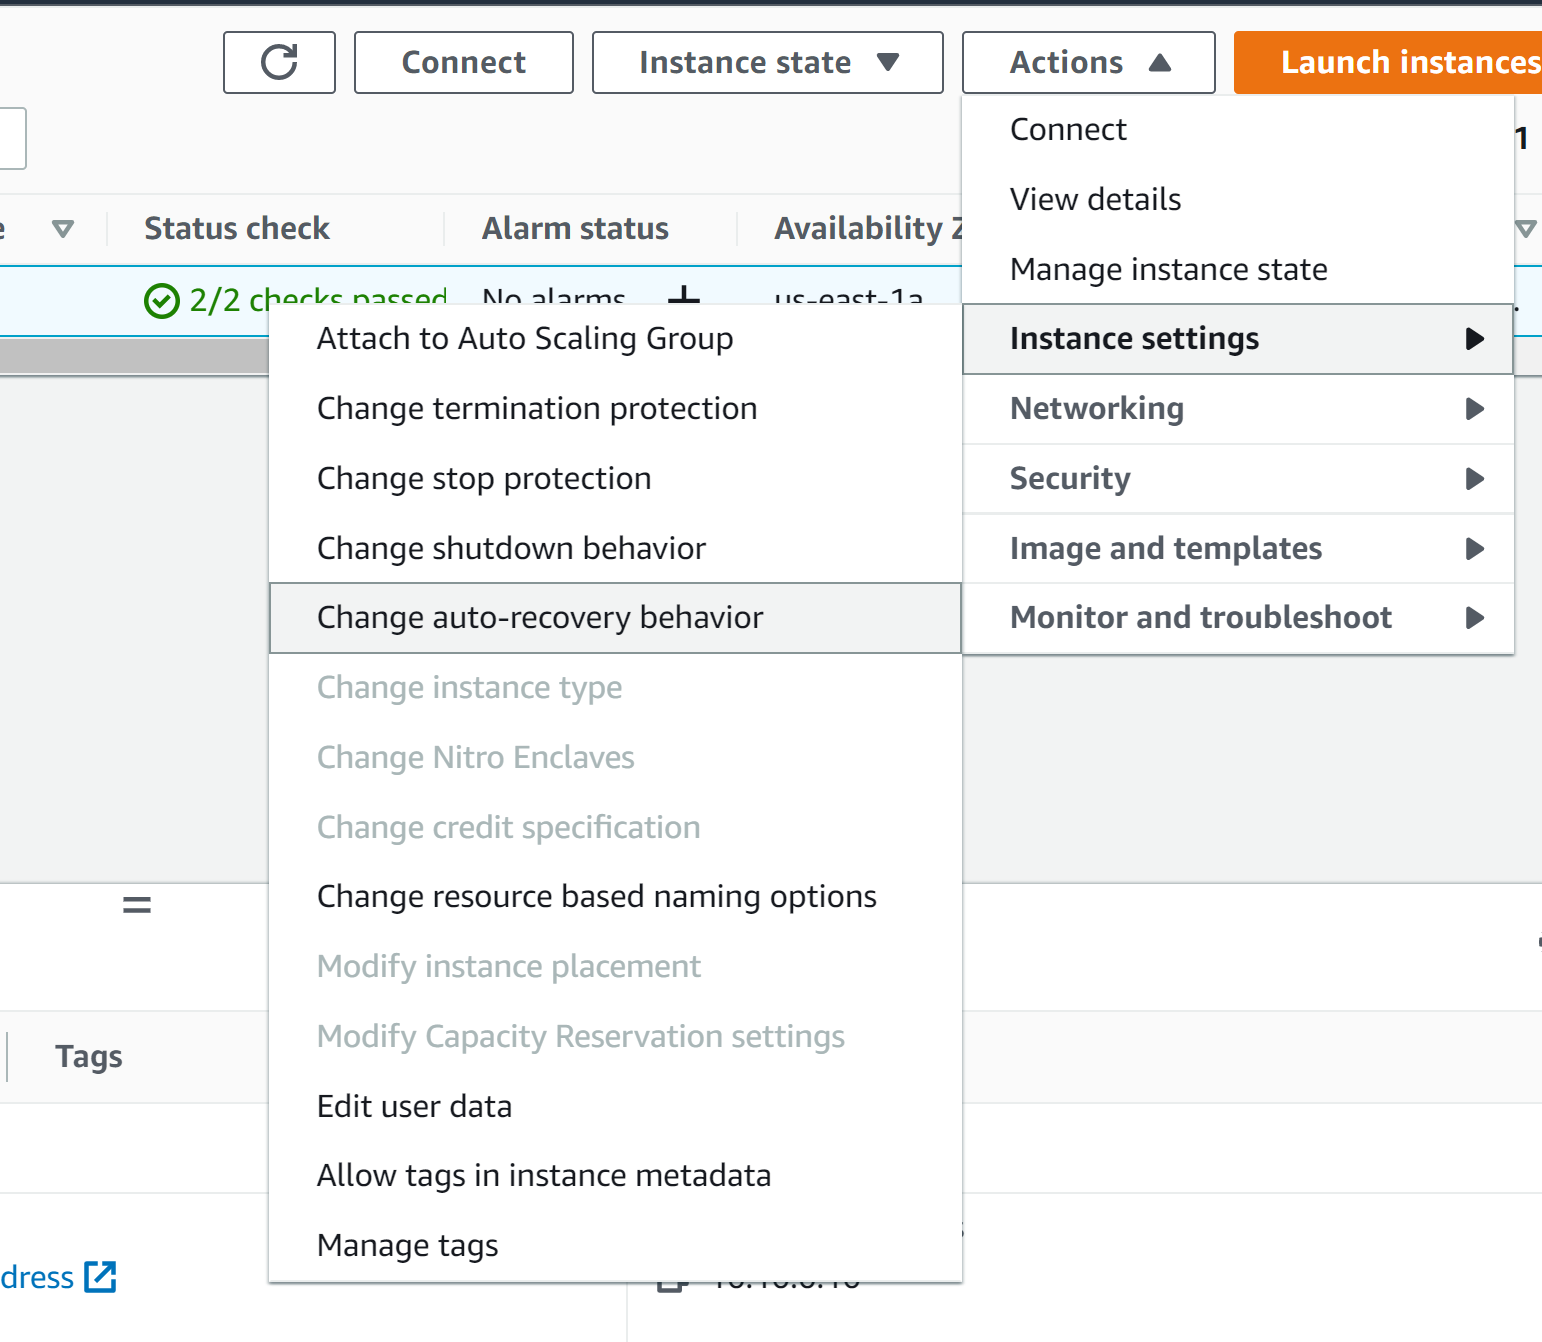 Connect
Instance state
Actions
Launch instances
Connect
1
View details
Status check
Alarm status
Availability Z
Manage instance state
2/2 checks passed
No alarms
us-east-1a
Instance settings
Attach to Auto Scaling Group
Change termination protection
Networking
Change stop protection
Security
Change shutdown behavior
Image and templates
Change auto-recovery behavior
Monitor and troubleshoot
Change instance type
Change Nitro Enclaves
Change credit specification
Change resource based naming options
Modify instance placement
Modify Capacity Reservation settings
Tags
Edit user data
Allow tags in instance metadata
Manage tags
dress